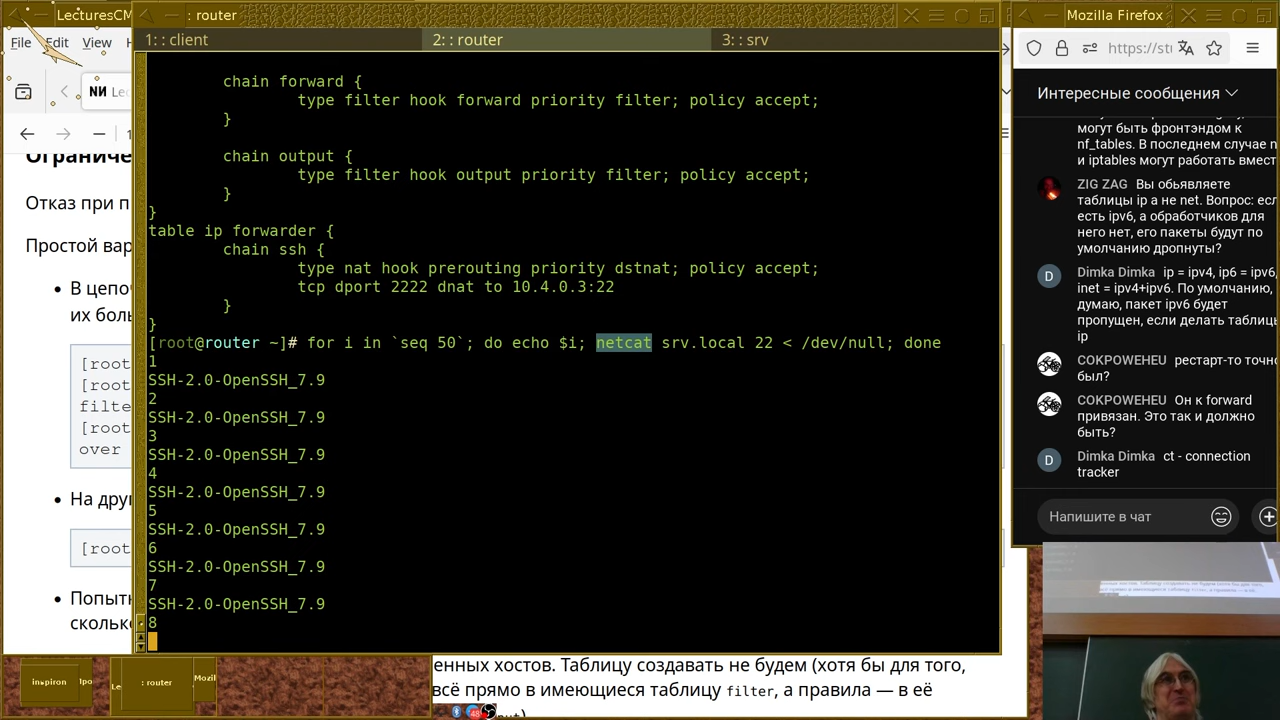 LecturesCM
: router
Mozilla Firefox
File Edit View
1: : client
2: : router
3: : srv
https://stu
Интересные сообщения
chain forward {
type filter hook forward priority filter; policy accept;
}
chain output {
type filter hook output priority filter; policy accept;
}
}
table ip forwarder {
chain ssh {
type nat hook prerouting priority dstnat; policy accept;
tcp dport 2222 dnat to 10.4.0.3:22
}
}
[root@router ~]# for i in `seq 50`; do echo $i; netcat srv.local 22 < /dev/null; done
1
SSH-2.0-OpenSSH_7.9
2
SSH-2.0-OpenSSH_7.9
3
SSH-2.0-OpenSSH_7.9
4
SSH-2.0-OpenSSH_7.9
5
SSH-2.0-OpenSSH_7.9
6
SSH-2.0-OpenSSH_7.9
7
SSH-2.0-OpenSSH_7.9
8
Ограниче
Отказ при п
Простой вар
• В цепоч
их боль
[root
[root
filte
[root
over
• На друг
[root
• Попытк
сколько
енных хостов. Таблицу создавать не будем (хотя бы для того,
всё прямо в имеющиеся таблицу filter, а правила — в её
могут быть фронтэндом к
nf_tables. В последнем случае n
и iptables могут работать вмест
ZIG ZAG Вы обьявляете
таблицы ip а не net. Вопрос: есл
есть ipv6, а обработчиков для
него нет, его пакеты будут по
умолчанию дропнуты?
D Dimka Dimka ip = ipv4, ip6 = ipv6,
inet = ipv4+ipv6. По умолчанию,
думаю, пакет ipv6 будет
пропущен, если делать таблицы
ip
COKPOWEHEU рестарт-то точно
был?
COKPOWEHEU Он к forward
привязан. Это так и должно
быть?
D Dimka Dimka ct - connection
tracker
Напишите в чат
inspiron
: router
Mozil